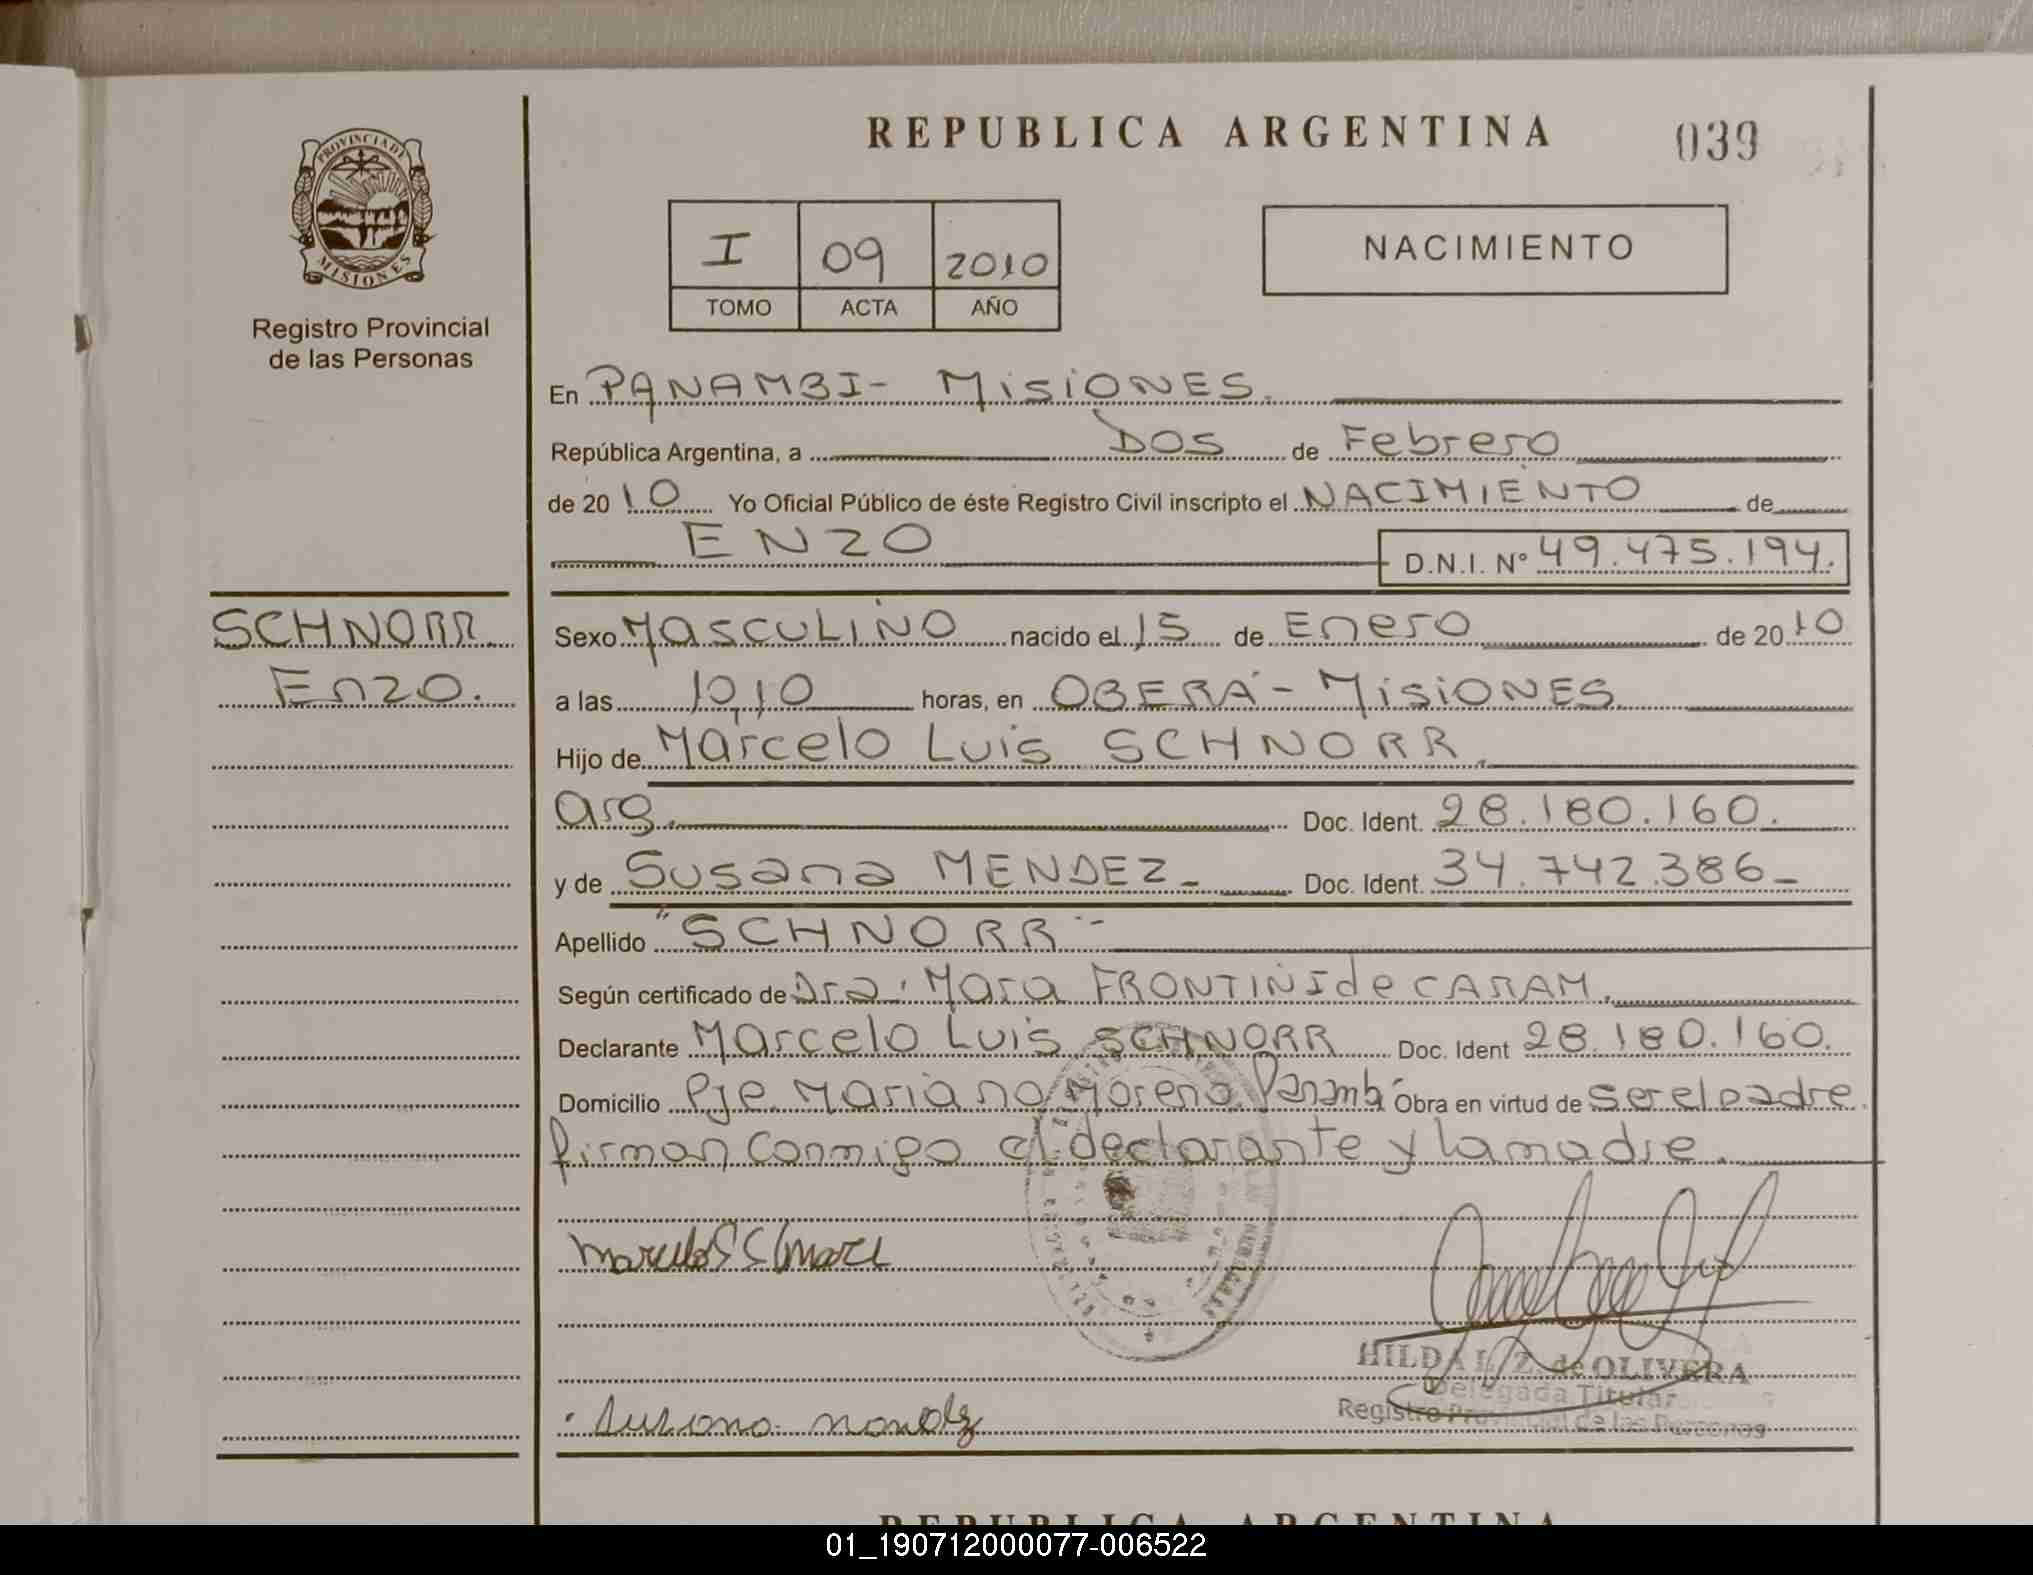 PROVINCIA DE
MISIONES
Registro Provincial
de las Personas
SCHNORR
Enzo.
REPUBLICA ARGENTINA 039
I 09 2010
TOMO ACTA AÑO
NACIMIENTO
En PANAMBI - MISIONES.
República Argentina, a DOS de Febrero
de 2010 Yo Oficial Público de éste Registro Civil inscripto el NACIMIENTO de
ENZO D.N.I. Nº 49.475.194.
Sexo MASCULINO nacido el 15 de Enero de 2010
a las 10,10 horas, en OBERÁ - MISIONES
Hijo de Marcelo Luis SCHNORR.
arg. Doc. Ident. 28.180.160.
y de Susana MENDEZ - Doc. Ident. 34.742.386 -
Apellido "SCHNORR" -
Según certificado de Dra. Mara FRONTINI de CARAM.
Declarante Marcelo Luis SCHNORR Doc. Ident 28.180.160.
Domicilio Pje Mariano Moreno Panambí Obra en virtud de ser el padre.
firman conmigo el declarante y la madre.
HILDA L. Z. de OLIVERA
Delegada Titular
Registro Provincial de las Personas
REPUBLICA ARGENTINA
01_190712000077-006522